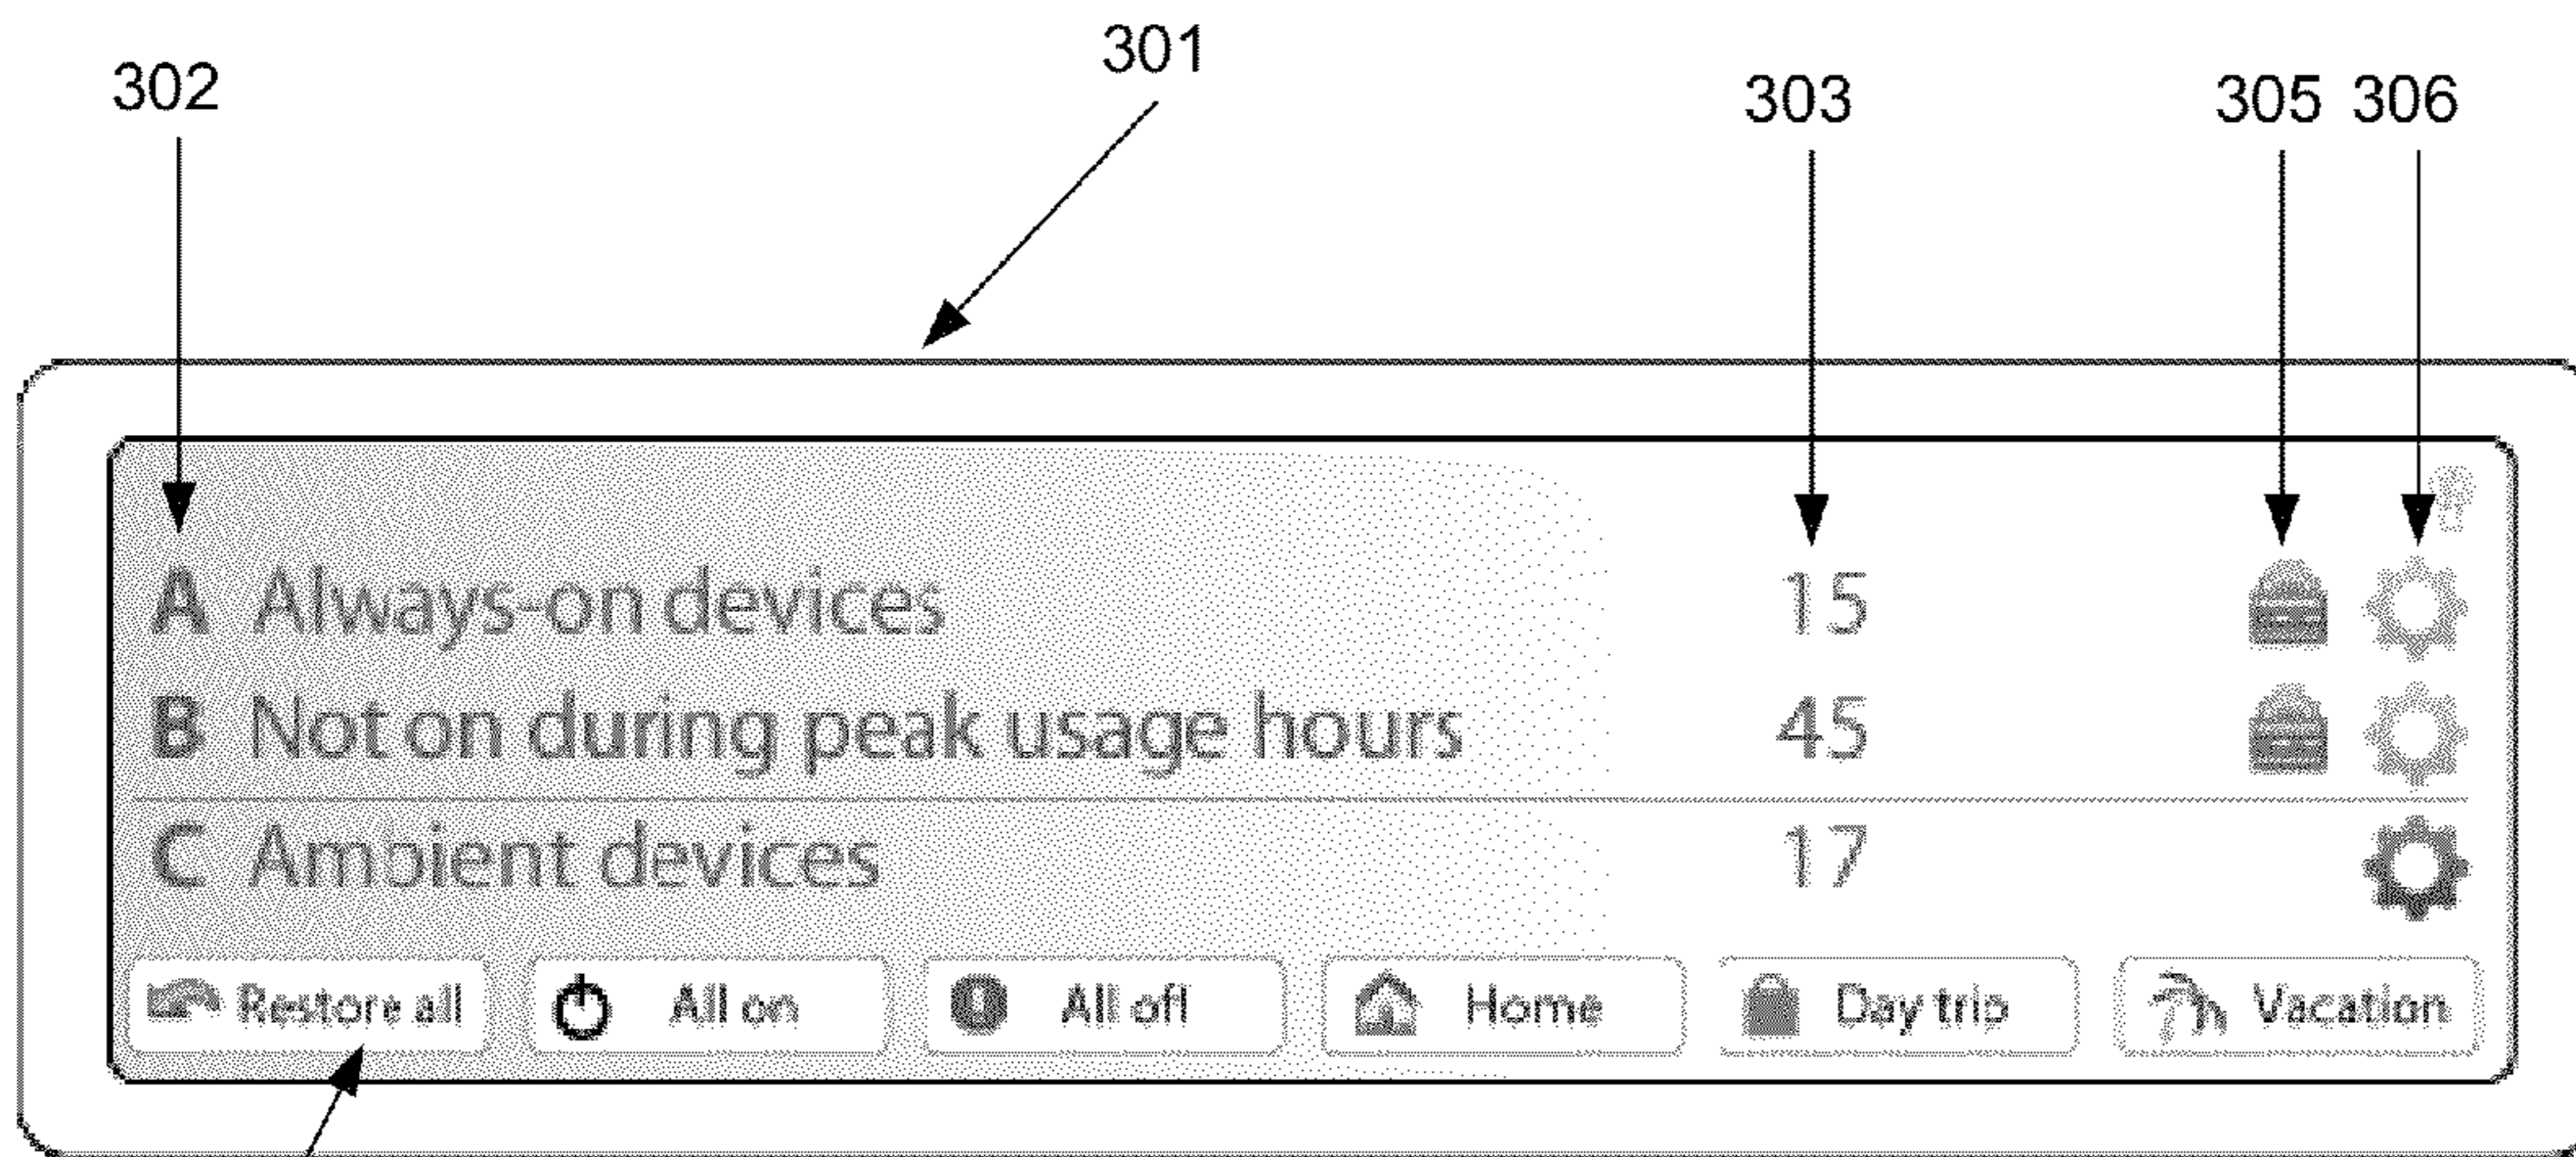 301
302
303
305 306
A Always-on devices 15
B Not on during peak usage hours 45
C Ambient devices 17
Restore all All on All off Home Day trip Vacation